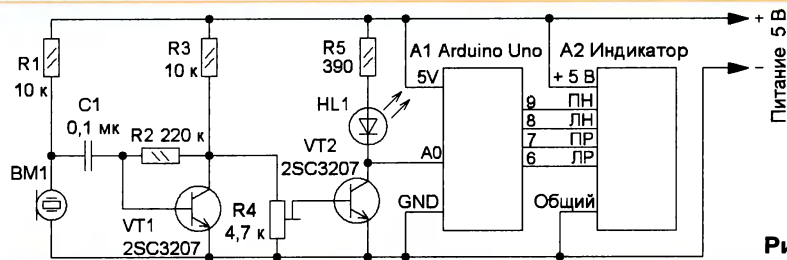 R1
10 к
R3
10 к
R5
390
A1 Arduino Uno
A2 Индикатор
+
Питание 5 В
−
5V
+ 5 В
C1
0,1 мк
R2 220 к
HL1
9 ПН
8 ЛН
7 ПР
6 ЛР
VT2
2SC3207
A0
BM1
VT1
2SC3207
R4
4,7 к
GND
Общий
Ри